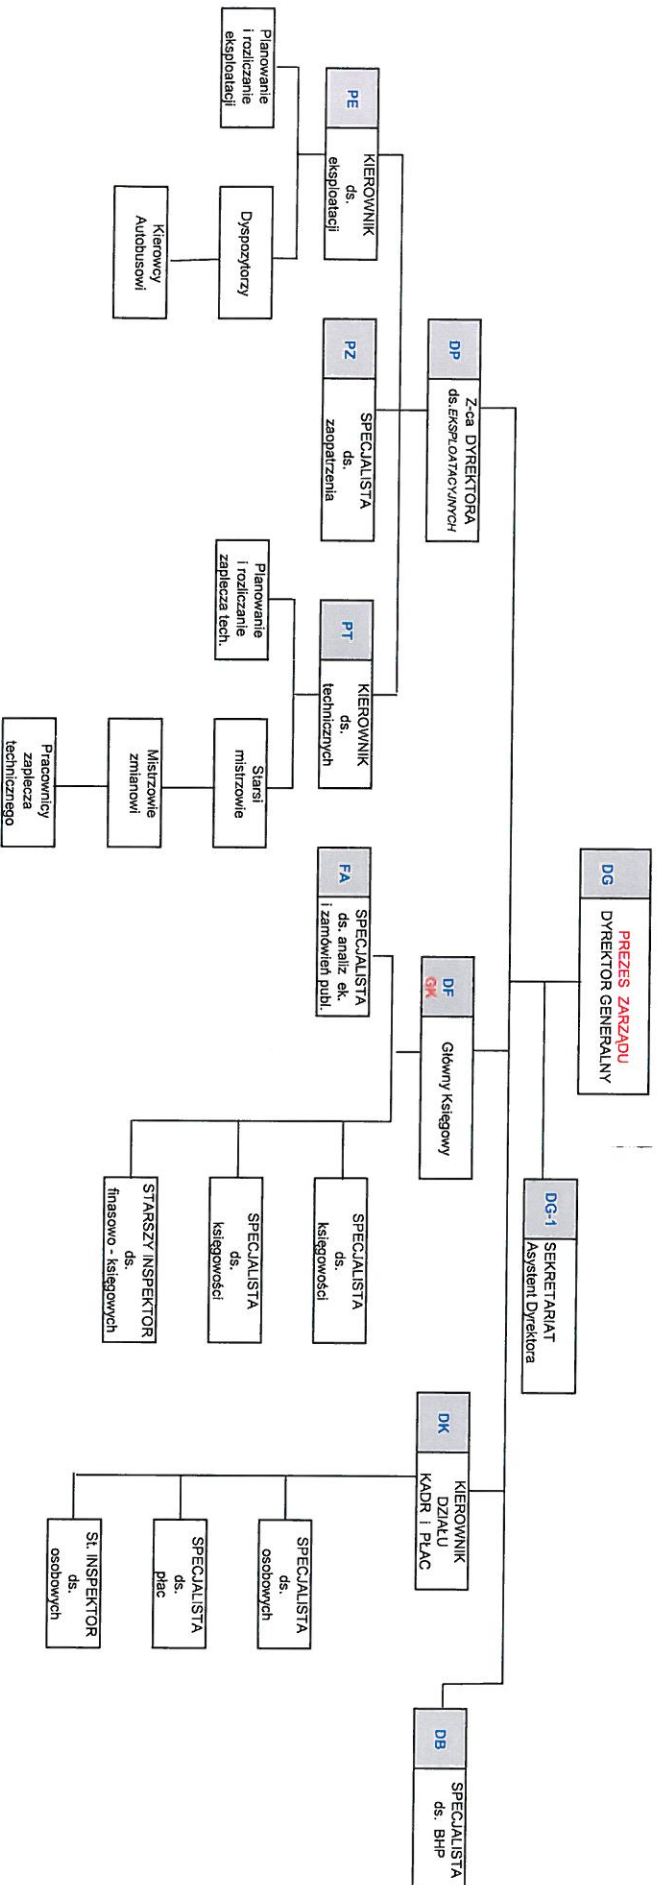 DG
PREZES ZARZĄDU
DYREKTOR GENERALNY
DG-1
SEKRETARIAT
Asystent Dyrektora
DP
Z-ca DYREKTORA
ds.EKSPLOATACYJNYCH
DF
GK
Główny Księgowy
DK
KIEROWNIK
DZIAŁU
KADR i PŁAC
DB
SPECJALISTA
ds. BHP
PE
KIEROWNIK
ds.
eksploatacji
PZ
SPECJALISTA
ds.
zaopatrzenia
PT
KIEROWNIK
ds.
technicznych
FA
SPECJALISTA
ds. analiz ek.
i zamówień publ.
SPECJALISTA
ds.
księgowości
SPECJALISTA
ds.
osobowych
Planowanie
i rozliczanie
eksploatacji
Dyspozytorzy
Planowanie
i rozliczanie
zaplecza tech.
Starsi
mistrzowie
SPECJALISTA
ds.
księgowości
SPECJALISTA
ds.
płac
Kierowcy
Autobusowi
Mistrzowie
zmianowi
STARSZY INSPEKTOR
ds.
finasowo - księgowych
St. INSPEKTOR
ds.
osobowych
Pracownicy
zaplecza
technicznego